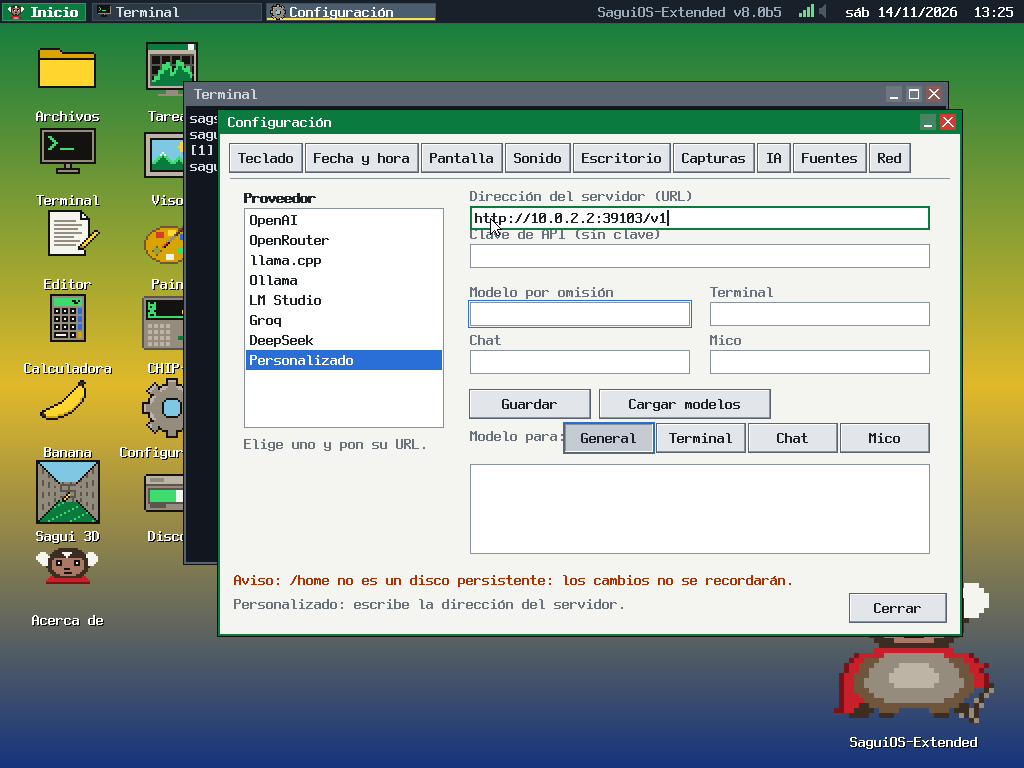 Inicio
Terminal
Configuración
SaguiOS-Extended v8.0b5
sáb 14/11/2026 13:25
Archivos
Terminal
Editor
Calculadora
Banana
Sagui 3D
Acerca de
Terminal
[1]
Configuración
Teclado
Fecha y hora
Pantalla
Sonido
Escritorio
Capturas
IA
Fuentes
Red
Proveedor
OpenAI
OpenRouter
llama.cpp
Ollama
LM Studio
Groq
DeepSeek
Personalizado
Elige uno y pon su URL.
Dirección del servidor (URL)
http://10.0.2.2:39103/v1
Clave de API (sin clave)
Modelo por omisión
Terminal
Chat
Mico
Guardar
Cargar modelos
Modelo para:
General
Terminal
Chat
Mico
Aviso: /home no es un disco persistente: los cambios no se recordarán.
Personalizado: escribe la dirección del servidor.
Cerrar
SaguiOS-Extended